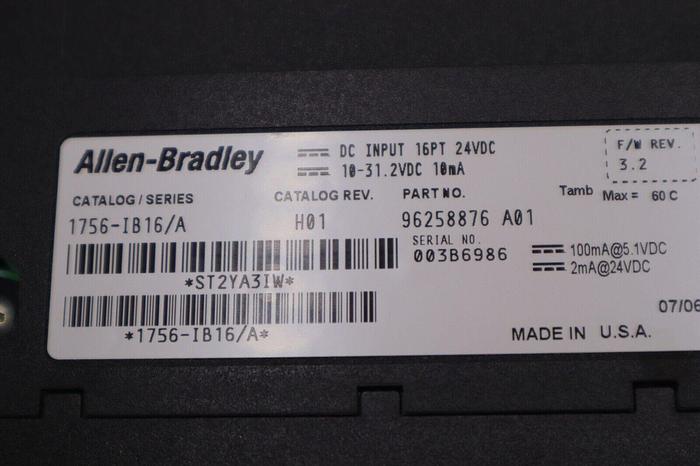 Allen-Bradley
DC INPUT 16PT 24VDC
10-31.2VDC 10mA
F/W REV.
3.2
CATALOG / SERIES
CATALOG REV.
PART NO.
Tamb Max = 60 C
1756-IB16/A
H01
96258876 A01
SERIAL NO.
003B6986
100mA@5.1VDC
2mA@24VDC
*ST2YA3IW*
*1756-IB16/A*
07/06
MADE IN U.S.A.